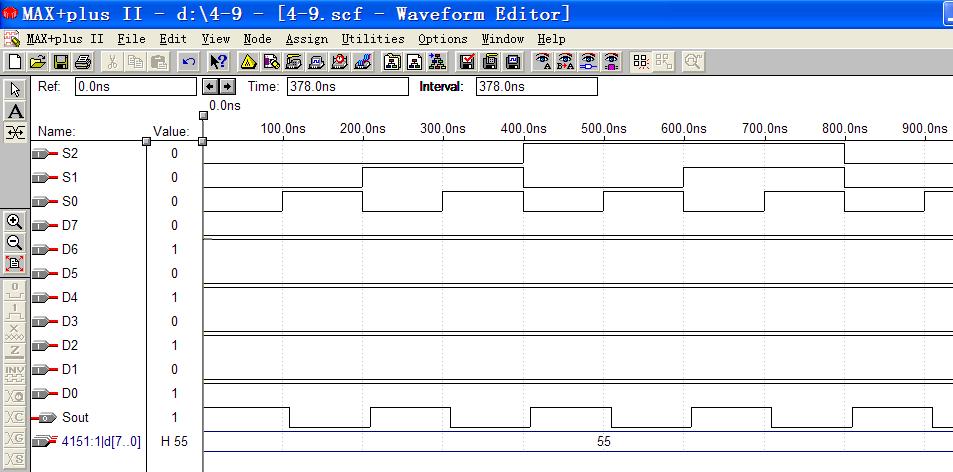 MAX+plus II - d:\4-9 - [4-9.scf - Waveform Editor]
MAX+plus II File Edit View Node Assign Utilities Options Window Help
Ref: 0.0ns Time: 378.0ns Interval: 378.0ns
0.0ns
Name: Value: 100.0ns 200.0ns 300.0ns 400.0ns 500.0ns 600.0ns 700.0ns 800.0ns 900.0ns
S2 0
S1 0
S0 0
D7 0
D6 1
D5 0
D4 1
D3 0
D2 1
D1 0
D0 1
Sout 1
4151:1|d[7..0] H 55 55